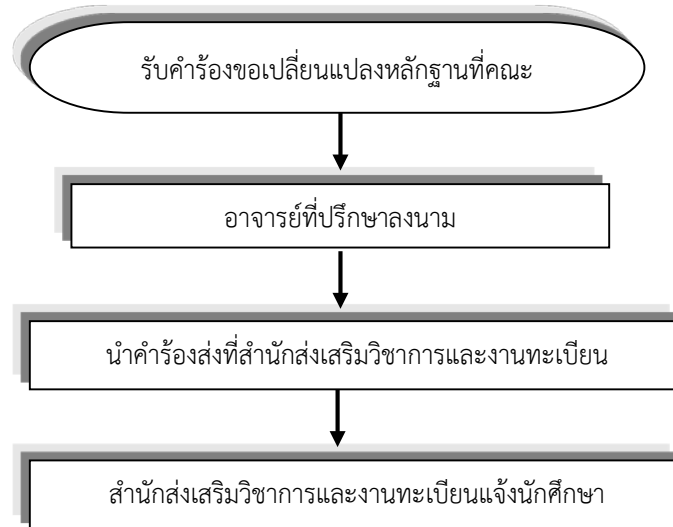 รับคำร้องขอเปลี่ยนแปลงหลักฐานที่คณะ
อาจารย์ที่ปรึกษาลงนาม
นำคำร้องส่งที่สำนักส่งเสริมวิชาการและงานทะเบียน
สำนักส่งเสริมวิชาการและงานทะเบียนแจ้งนักศึกษา